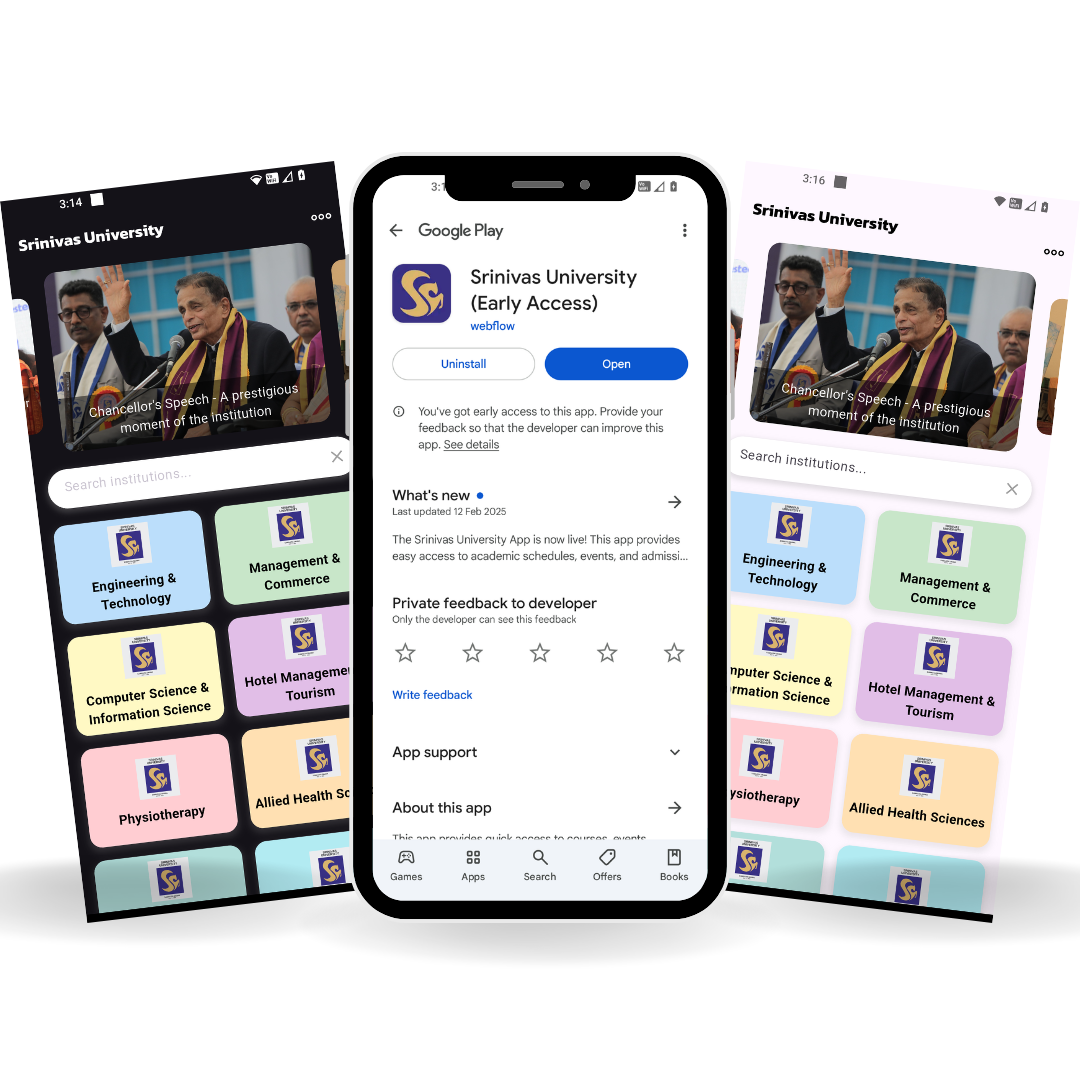 3:14
Srinivas University
Chancellor's Speech - A prestigious
moment of the institution
Search institutions...
Engineering &
Technology
Management &
Commerce
Computer Science &
Information Science
Hotel Manageme
Tourism
Physiotherapy
Allied Health Sc
3:1
Google Play
Srinivas University
(Early Access)
webflow
Uninstall
Open
You've got early access to this app. Provide your
feedback so that the developer can improve this
app. See details
What's new
Last updated 12 Feb 2025
The Srinivas University App is now live! This app provides
easy access to academic schedules, events, and admissi...
Private feedback to developer
Only the developer can see this feedback
Write feedback
App support
About this app
This app provides quick access to courses, events
Games
Apps
Search
Offers
Books
3:16
Srinivas University
Chancellor's Speech - A prestigious
moment of the institution
Search institutions...
Engineering &
Technology
Management &
Commerce
mputer Science &
rmation Science
Hotel Management &
Tourism
ysiotherapy
Allied Health Sciences